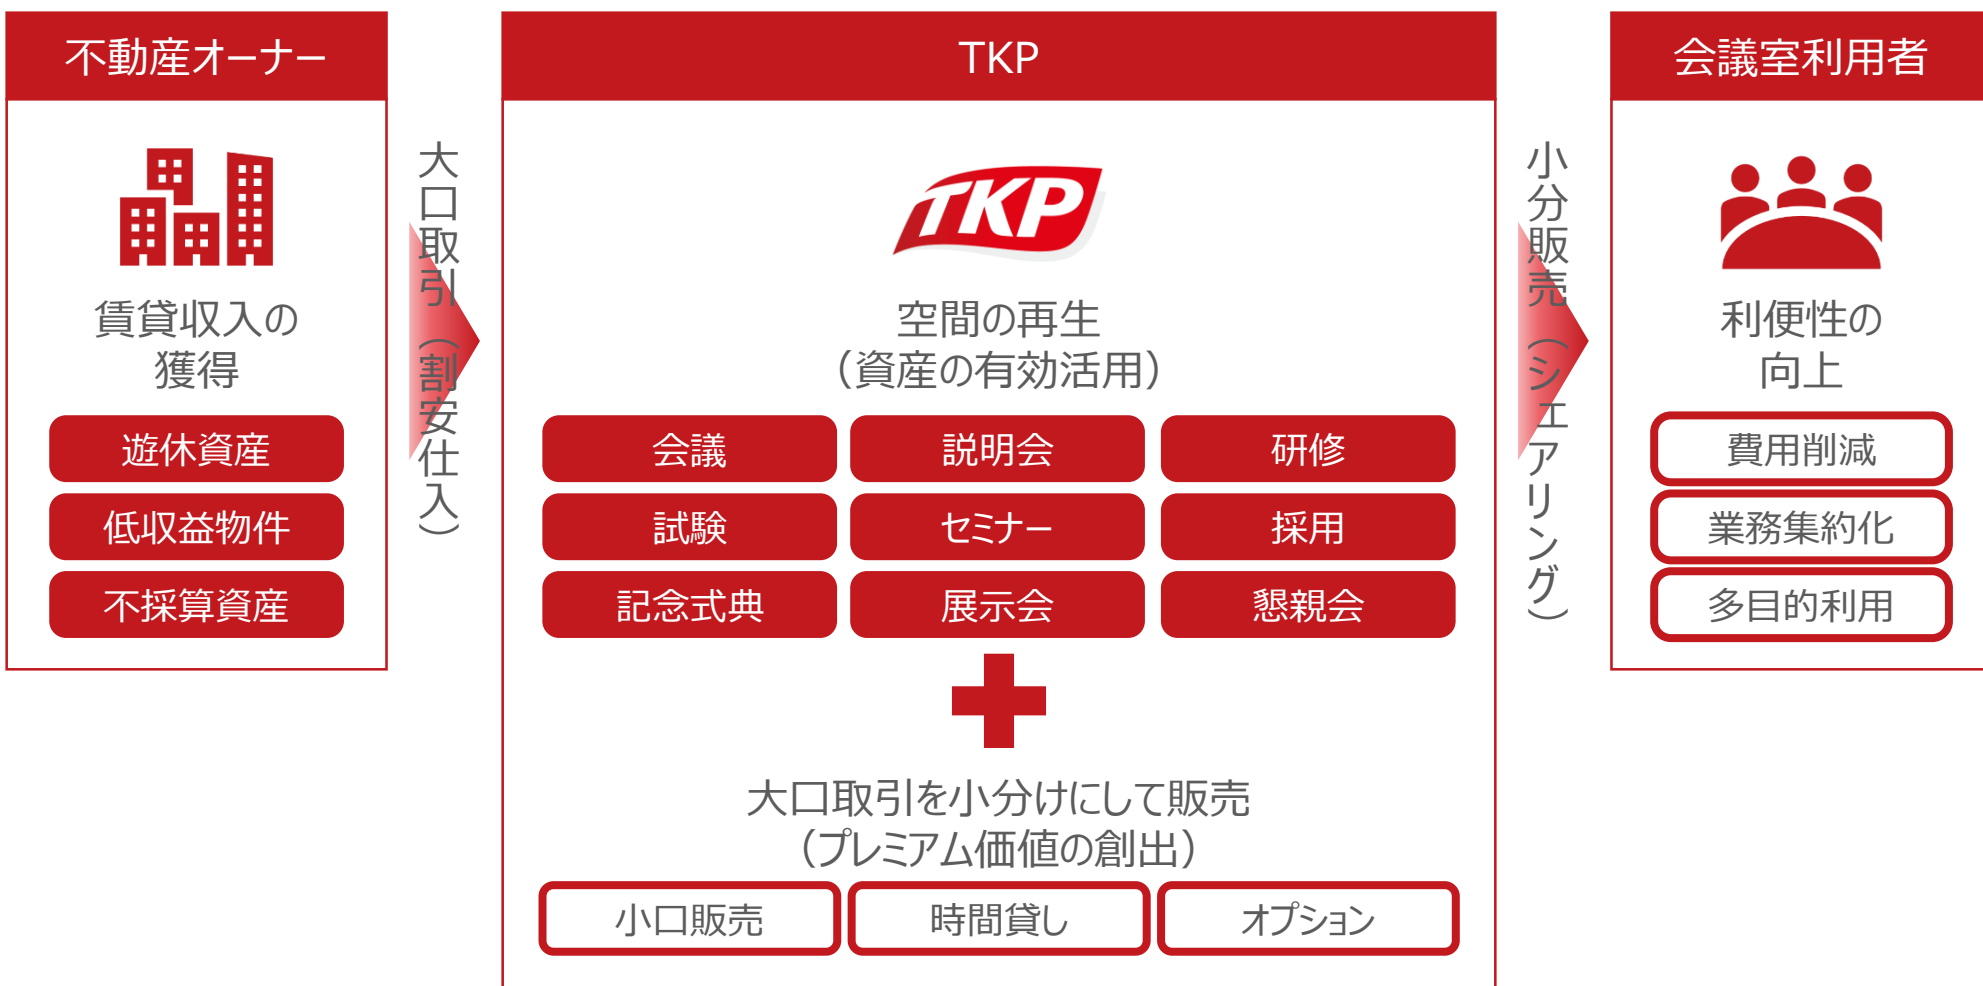 不動産オーナー
賃貸収入の
獲得
遊休資産
低収益物件
不採算資産
大口取引（割安仕入）
TKP
TKP
空間の再生
（資産の有効活用）
会議
説明会
研修
試験
セミナー
採用
記念式典
展示会
懇親会
大口取引を小分けにして販売
（プレミアム価値の創出）
小口販売
時間貸し
オプション
小分販売（シェアリング）
会議室利用者
利便性の
向上
費用削減
業務集約化
多目的利用